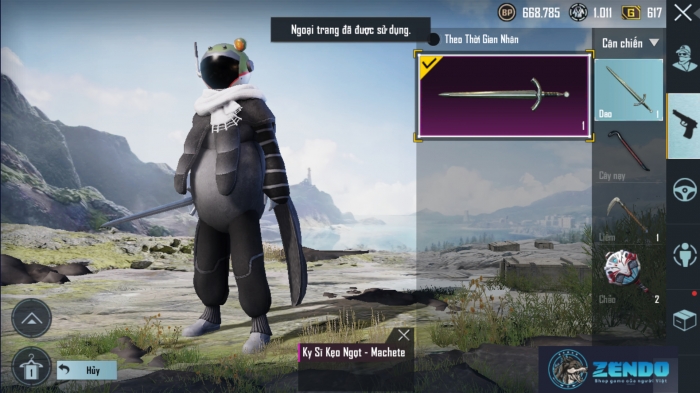 668.785
1.011
G 617
BP
Ngoại trang đã được sử dụng.
Theo Thời Gian Nhận
Cận chiến
1
Dao
1
Cây nạy
Liềm
1
Chảo
2
Kỵ Sĩ Kẹo Ngọt - Machete
1
Hủy
ZENDO
Shop game của người Việt